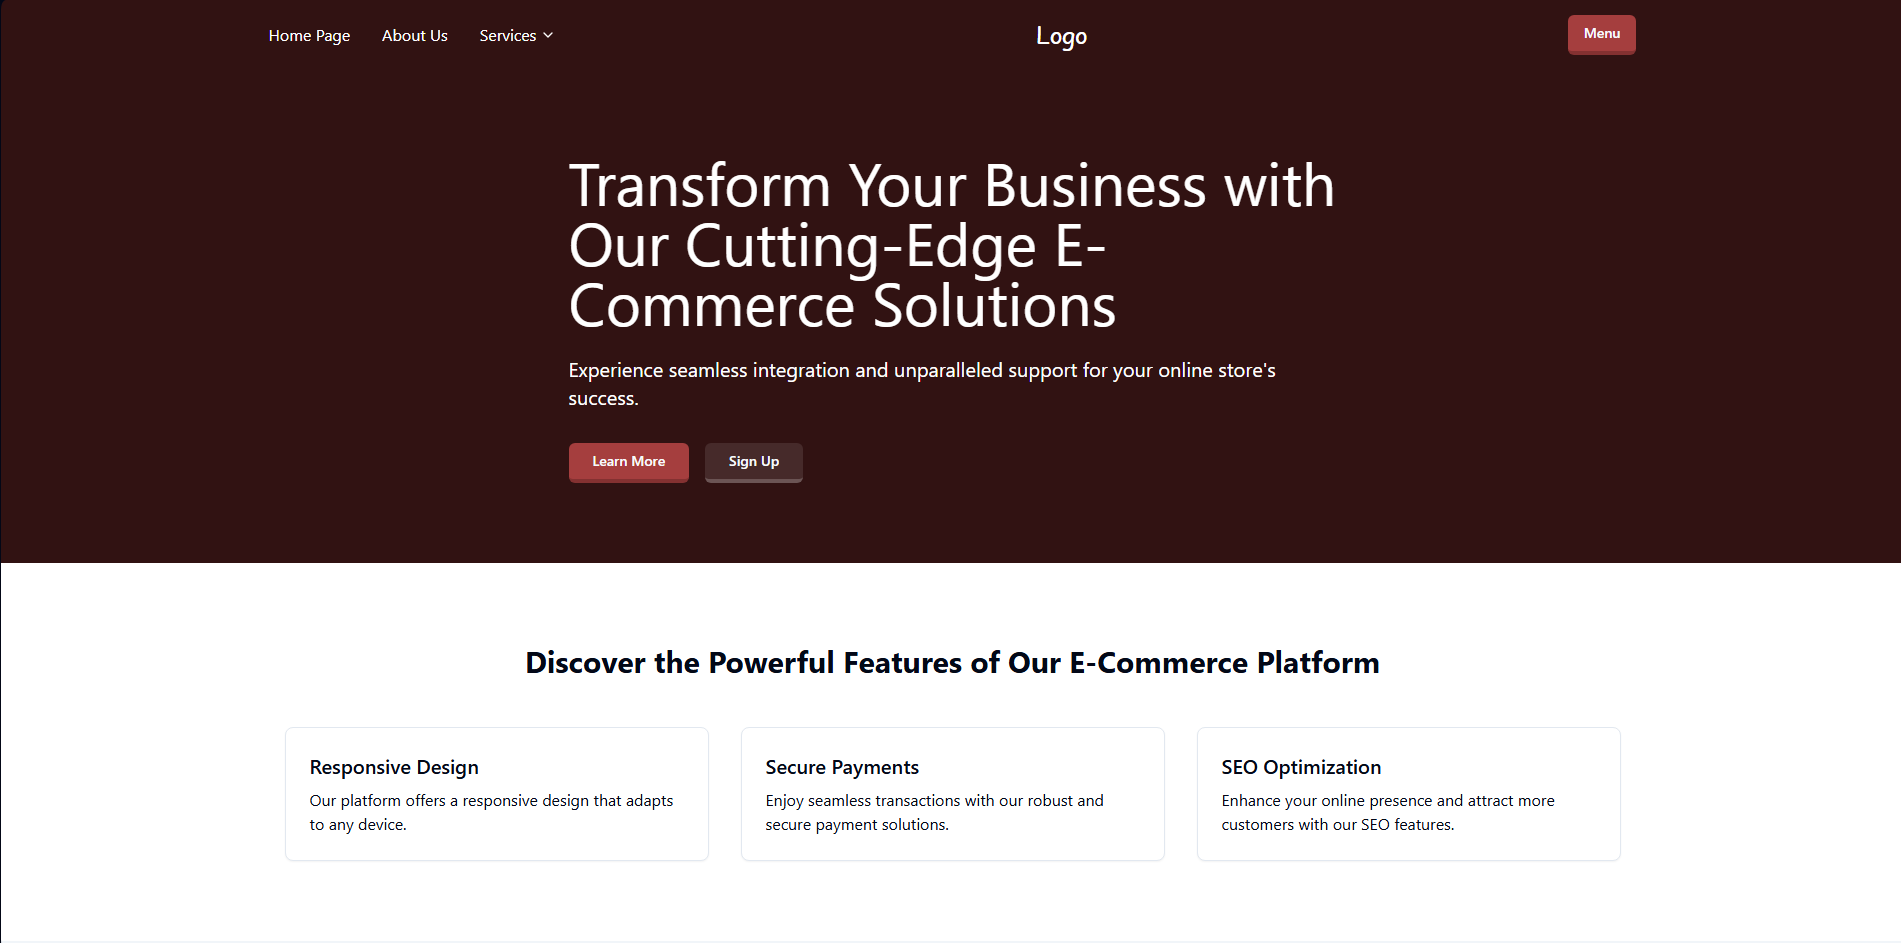 Home Page About Us Services Logo Menu
Transform Your Business with
Our Cutting-Edge E-
Commerce Solutions
Experience seamless integration and unparalleled support for your online store's
success.
Learn More Sign Up
Discover the Powerful Features of Our E-Commerce Platform
Responsive Design
Our platform offers a responsive design that adapts
to any device.
Secure Payments
Enjoy seamless transactions with our robust and
secure payment solutions.
SEO Optimization
Enhance your online presence and attract more
customers with our SEO features.